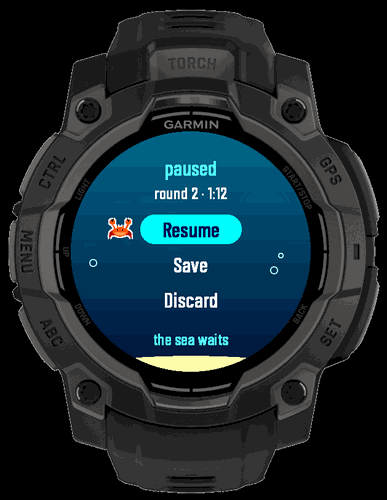 TORCH
GARMIN
CTRL
LIGHT
GPS
START/STOP
MENU
UP
ABC
DOWN
SET
BACK
paused
round 2 · 1:12
Resume
Save
Discard
the sea waits